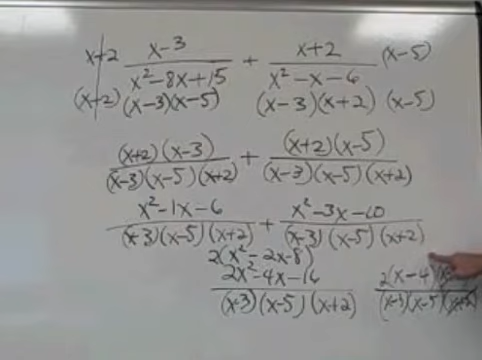 x+2 (x-3)/(x²-8x+15) + (x+2)/(x²-x-6) (x-5)
(x+2) (x-3)(x-5) (x-3)(x+2) (x-5)
(x+2)(x-3)/(x-3)(x-5)(x+2) + (x+2)(x-5)/(x-3)(x-5)(x+2)
x²-1x-6/(x-3)(x-5)(x+2) + x²-3x-10/(x-3)(x-5)(x+2)
2(x²-2x-8)
2x²-4x-16/(x-3)(x-5)(x+2) 2(x-4)/(x-3)(x-5)(x+2)